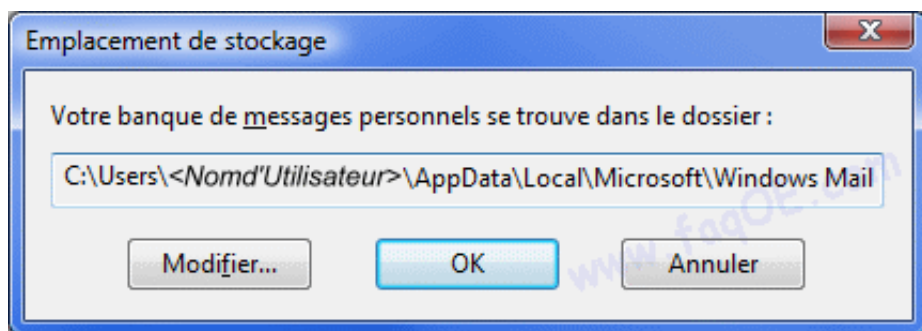 Emplacement de stockage
X
Votre banque de messages personnels se trouve dans le dossier :
C:\Users\<Nomd'Utilisateur>\AppData\Local\Microsoft\Windows Mail
Modifier... OK Annuler
www.faqOE.com